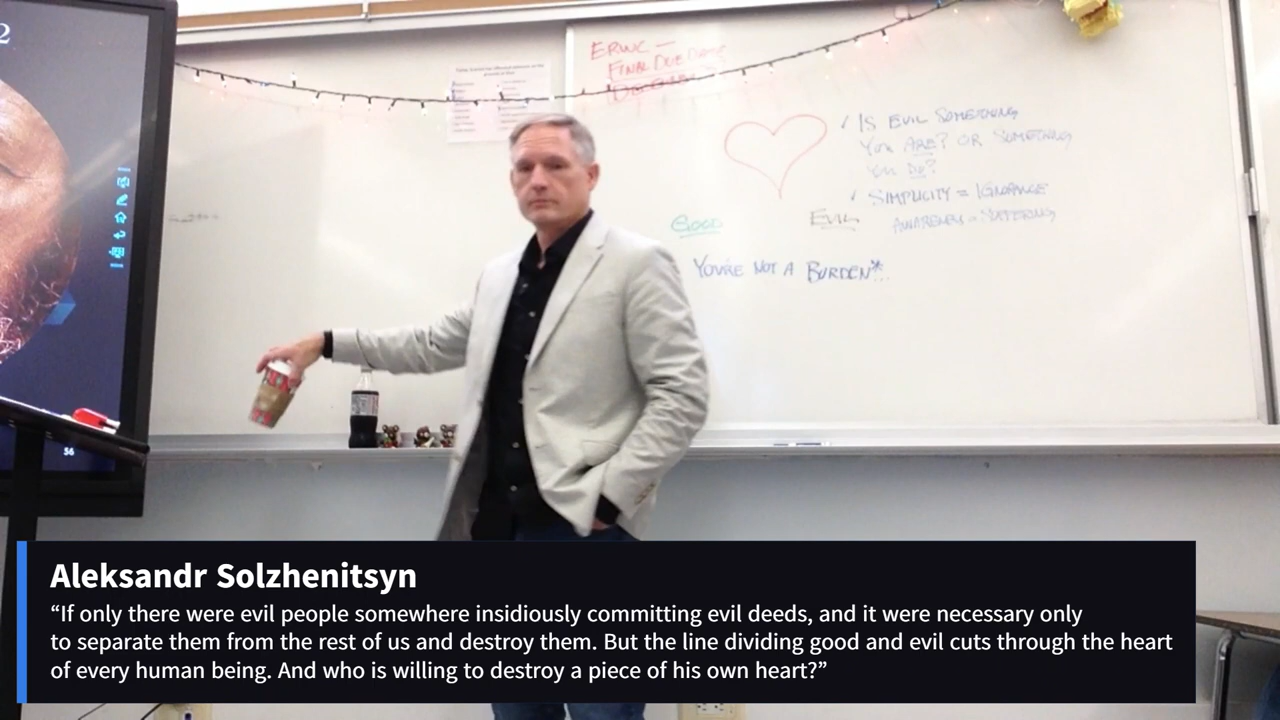 2
ERWC —
FINAL DUE
✓ IS EVIL SOMETHING
YOU ARE? OR SOMETHING
YOU DO?
✓ SIMPLICITY = IGNORANCE
AWARENESS = SUFFERING
GOOD
EVIL
YOU'RE NOT A BURDEN*
56
Aleksandr Solzhenitsyn
“If only there were evil people somewhere insidiously committing evil deeds, and it were necessary only
to separate them from the rest of us and destroy them. But the line dividing good and evil cuts through the heart
of every human being. And who is willing to destroy a piece of his own heart?”